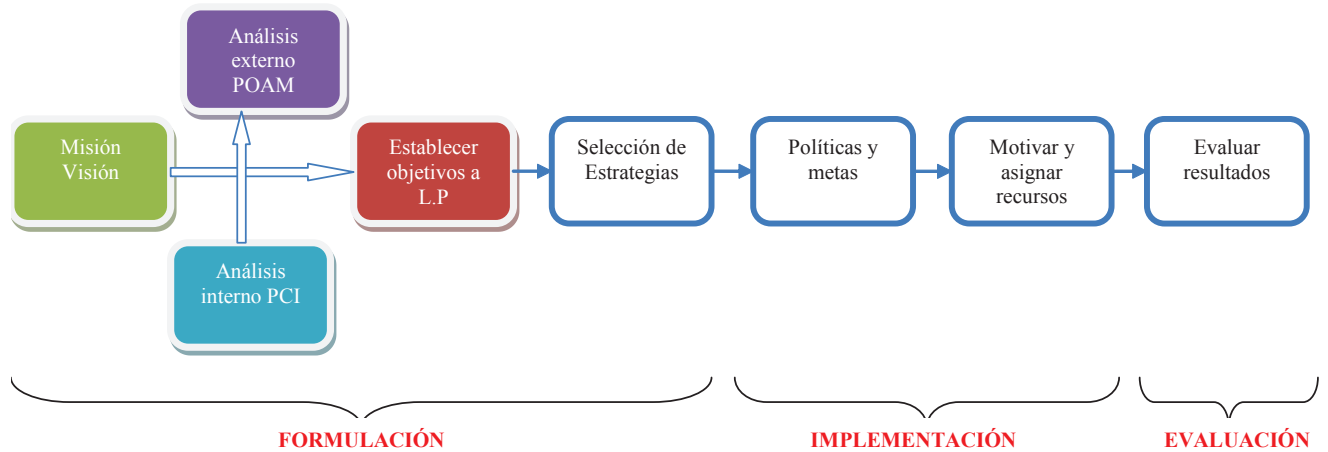 Análisis
externo
POAM
Misión
Visión
Análisis
interno PCI
Establecer
objetivos a
L.P
Selección de
Estrategias
Políticas y
metas
Motivar y
asignar
recursos
Evaluar
resultados
FORMULACIÓN
IMPLEMENTACIÓN
EVALUACIÓN